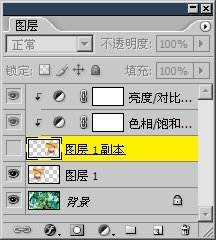 图层
正常 不透明度: 100%
锁定: 填充: 100%
亮度/对比...
色相/饱和...
图层 1 副本
图层 1
背景